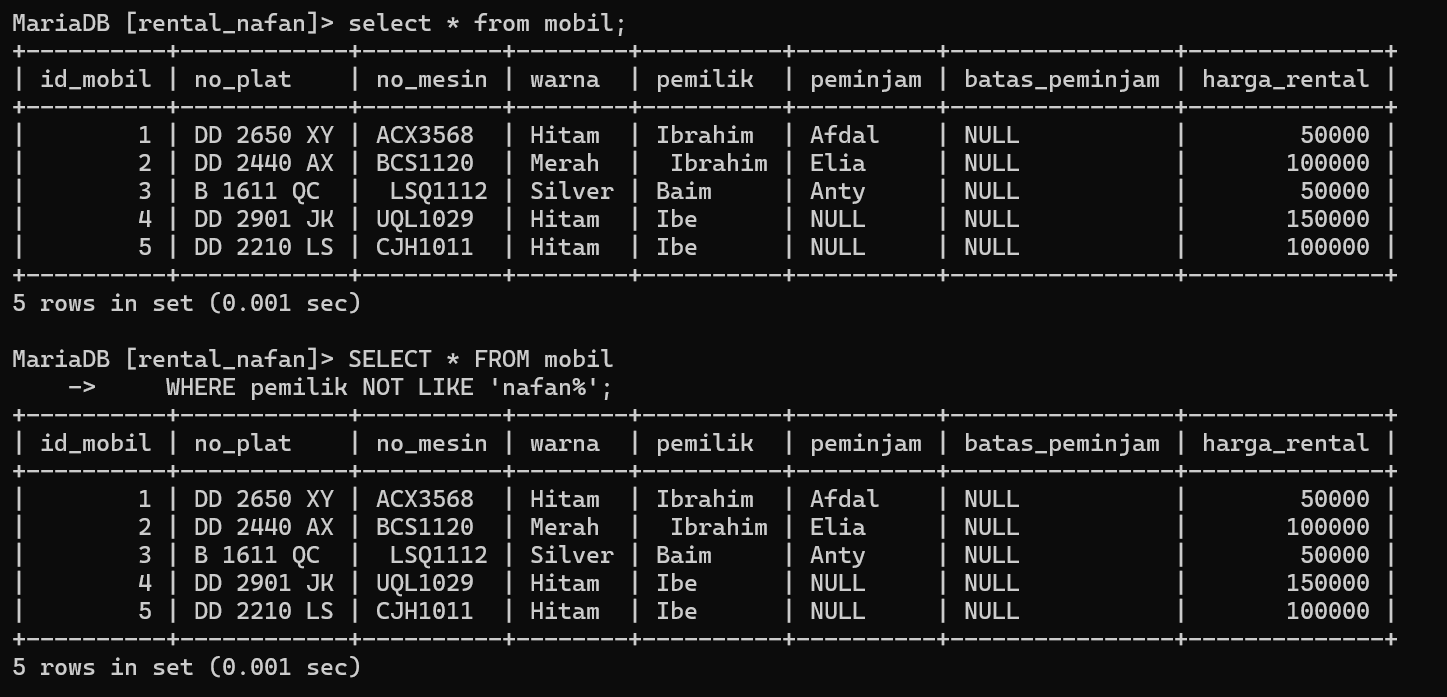 MariaDB [rental_nafan]> select * from mobil;
+----------+------------+----------+--------+----------+----------+----------------+--------------+
| id_mobil | no_plat    | no_mesin | warna  | pemilik  | peminjam | batas_peminjam | harga_rental |
+----------+------------+----------+--------+----------+----------+----------------+--------------+
|        1 | DD 2650 XY | ACX3568  | Hitam  | Ibrahim  | Afdal    | NULL           |        50000 |
|        2 | DD 2440 AX | BCS1120  | Merah  |  Ibrahim | Elia     | NULL           |       100000 |
|        3 | B 1611 QC  |  LSQ1112 | Silver | Baim     | Anty     | NULL           |        50000 |
|        4 | DD 2901 JK | UQL1029  | Hitam  | Ibe      | NULL     | NULL           |       150000 |
|        5 | DD 2210 LS | CJH1011  | Hitam  | Ibe      | NULL     | NULL           |       100000 |
+----------+------------+----------+--------+----------+----------+----------------+--------------+
5 rows in set (0.001 sec)

MariaDB [rental_nafan]> SELECT * FROM mobil
    ->     WHERE pemilik NOT LIKE 'nafan%';
+----------+------------+----------+--------+----------+----------+----------------+--------------+
| id_mobil | no_plat    | no_mesin | warna  | pemilik  | peminjam | batas_peminjam | harga_rental |
+----------+------------+----------+--------+----------+----------+----------------+--------------+
|        1 | DD 2650 XY | ACX3568  | Hitam  | Ibrahim  | Afdal    | NULL           |        50000 |
|        2 | DD 2440 AX | BCS1120  | Merah  |  Ibrahim | Elia     | NULL           |       100000 |
|        3 | B 1611 QC  |  LSQ1112 | Silver | Baim     | Anty     | NULL           |        50000 |
|        4 | DD 2901 JK | UQL1029  | Hitam  | Ibe      | NULL     | NULL           |       150000 |
|        5 | DD 2210 LS | CJH1011  | Hitam  | Ibe      | NULL     | NULL           |       100000 |
+----------+------------+----------+--------+----------+----------+----------------+--------------+
5 rows in set (0.001 sec)